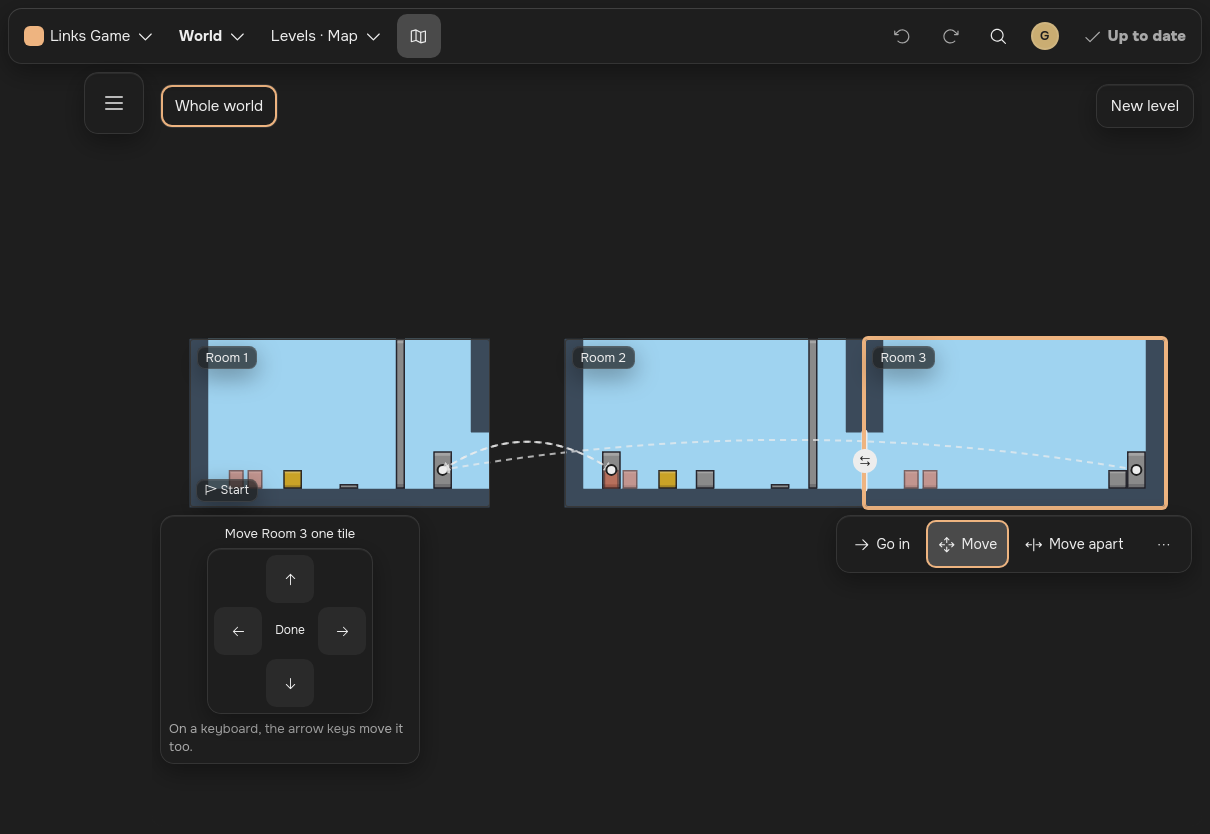 Links Game
World
Levels · Map
G
Up to date
Whole world
New level
Room 1
Room 2
Room 3
Start
Move Room 3 one tile
Done
On a keyboard, the arrow keys move it
too.
Go in
Move
Move apart